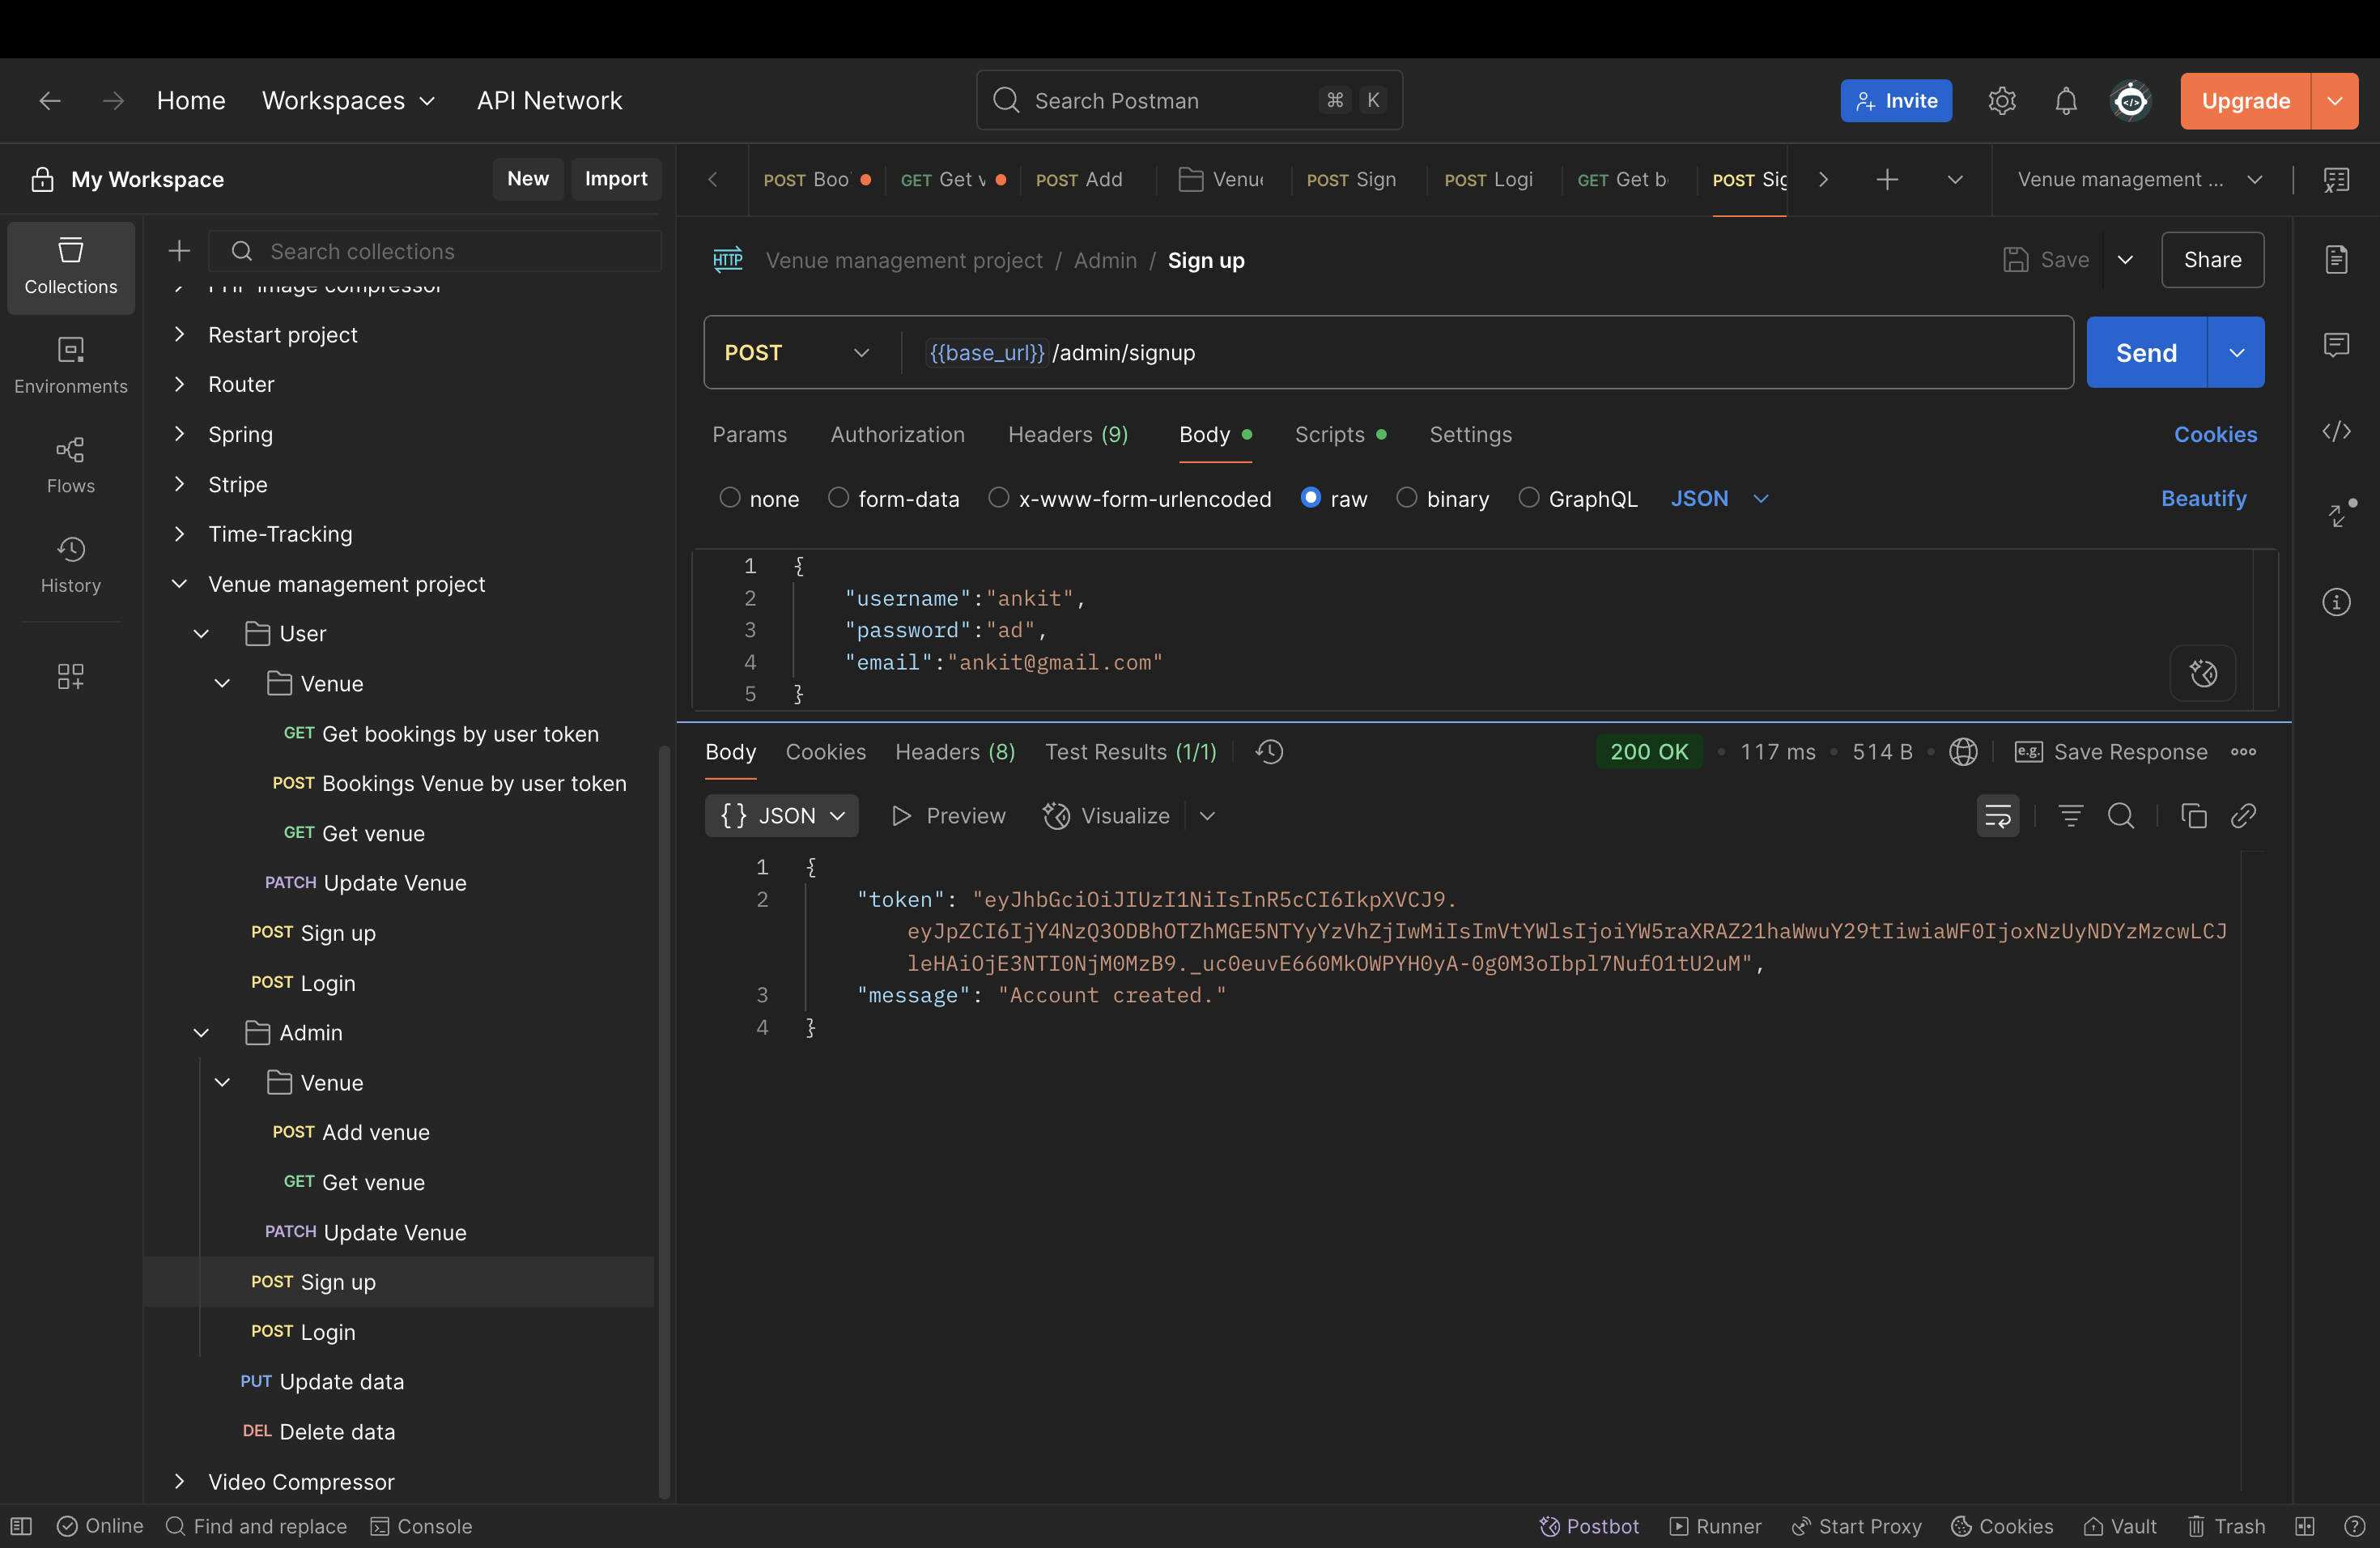 Home Workspaces API Network Search Postman ⌘ K Invite Upgrade
My Workspace New Import
POST Boo GET Get v POST Add Venue POST Sign POST Logi GET Get b POST Sig Venue management ...
Collections
Environments
Flows
History
Search collections
PHP image compressor
Restart project
Router
Spring
Stripe
Time-Tracking
Venue management project
User
Venue
GET Get bookings by user token
POST Bookings Venue by user token
GET Get venue
PATCH Update Venue
POST Sign up
POST Login
Admin
Venue
POST Add venue
GET Get venue
PATCH Update Venue
POST Sign up
POST Login
PUT Update data
DEL Delete data
Video Compressor
HTTP Venue management project / Admin / Sign up Save Share
POST {{base_url}}/admin/signup Send
Params Authorization Headers (9) Body Scripts Settings Cookies
none form-data x-www-form-urlencoded raw binary GraphQL JSON Beautify
1 {
2 "username":"ankit",
3 "password":"ad",
4 "email":"ankit@gmail.com"
5 }
Body Cookies Headers (8) Test Results (1/1) 200 OK 117 ms 514 B e.g. Save Response
{} JSON Preview Visualize
1 {
2 "token": "eyJhbGciOiJIUzI1NiIsInR5cCI6IkpXVCJ9.
eyJpZCI6IjY4NzQ3ODBhOTZhMGE5NTYyYzVhZjIwMiIsImVtYWlsIjoiYW5raXRAZ21haWwuY29tIiwiaWF0IjoxNzUyNDYzMzcwLCJ
leHAiOjE3NTI0NjM0MzB9._uc0euvE660MkOWPYH0yA-0g0M3oIbpl7NufO1tU2uM",
3 "message": "Account created."
4 }
Online Find and replace Console Postbot Runner Start Proxy Cookies Vault Trash